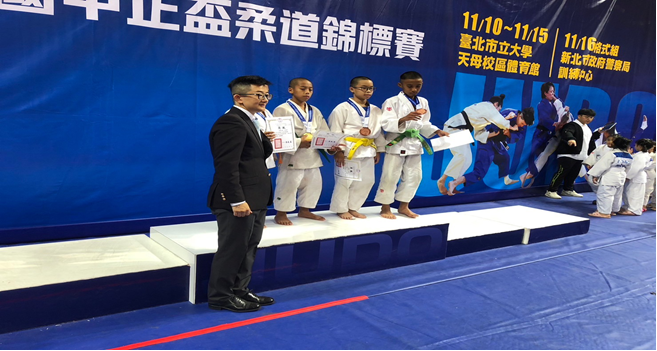 國中正盃柔道錦標賽
11/10~11/15
臺北市立大學
天母校區體育館
11/16格式組
新北市政府警察局
訓練中心
JUDO